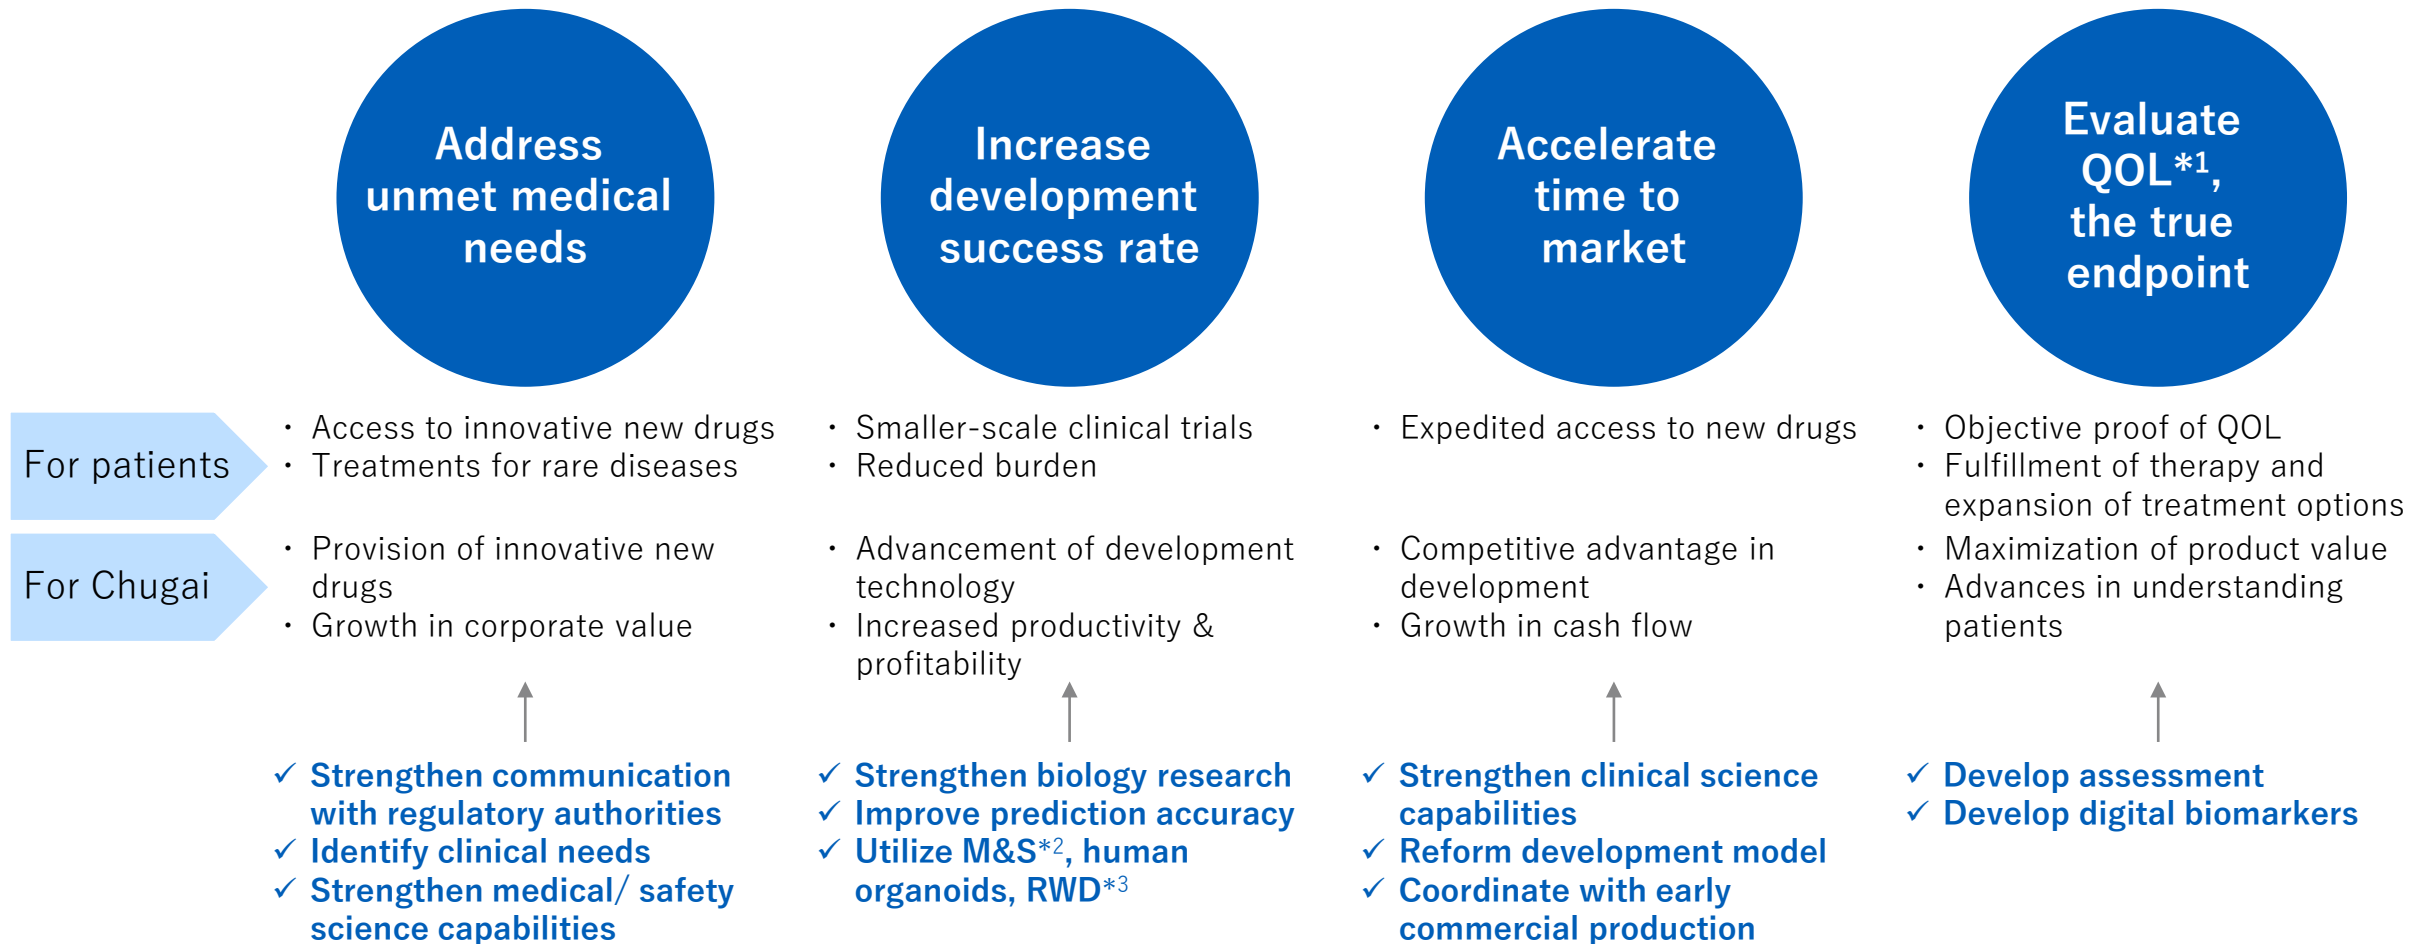 Address
unmet medical
needs
Increase
development
success rate
Accelerate
time to
market
Evaluate
QOL*1,
the true
endpoint
For patients
・ Access to innovative new drugs
・ Treatments for rare diseases
・ Smaller-scale clinical trials
・ Reduced burden
・ Expedited access to new drugs
・ Objective proof of QOL
・ Fulfillment of therapy and
expansion of treatment options
For Chugai
・ Provision of innovative new
drugs
・ Growth in corporate value
・ Advancement of development
technology
・ Increased productivity &
profitability
・ Competitive advantage in
development
・ Growth in cash flow
・ Maximization of product value
・ Advances in understanding
patients
✓ Strengthen communication
with regulatory authorities
✓ Identify clinical needs
✓ Strengthen medical/ safety
science capabilities
✓ Strengthen biology research
✓ Improve prediction accuracy
✓ Utilize M&S*2, human
organoids, RWD*3
✓ Strengthen clinical science
capabilities
✓ Reform development model
✓ Coordinate with early
commercial production
✓ Develop assessment
✓ Develop digital biomarkers